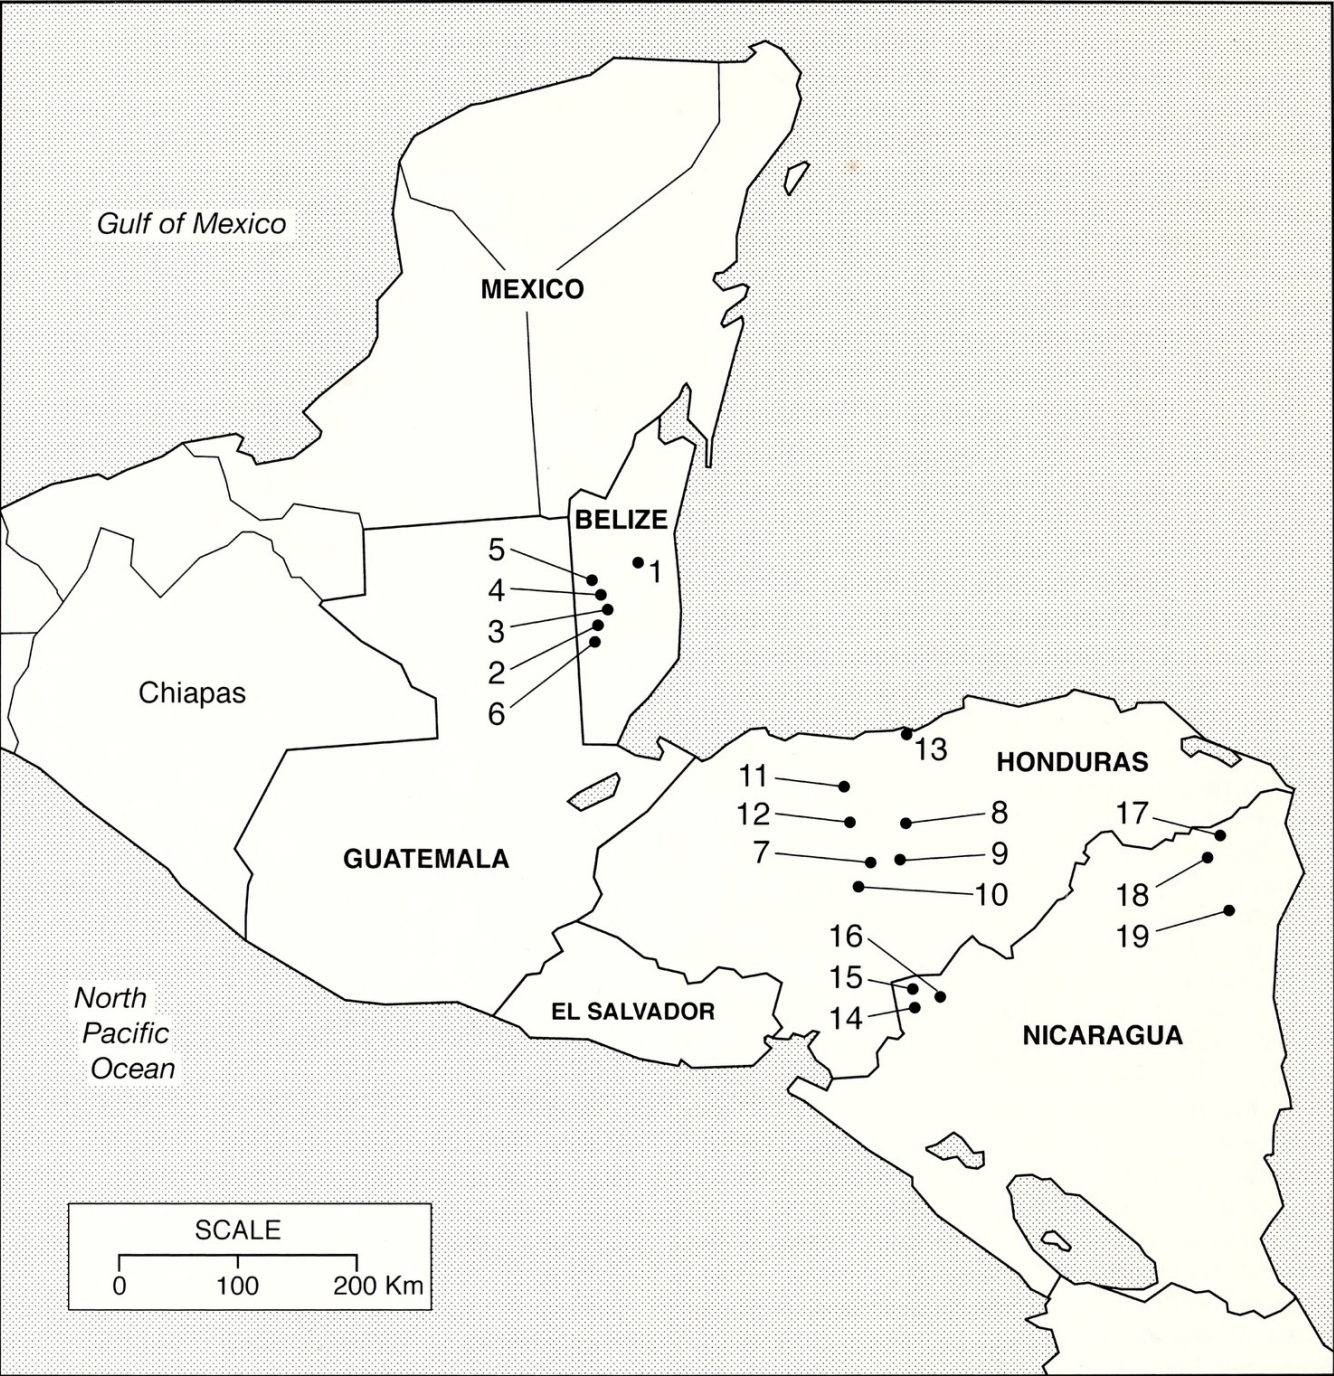 Gulf of Mexico
MEXICO
BELIZE
5
1
4
3
2
6
Chiapas
13
HONDURAS
11
12
8
17
7
9
GUATEMALA
10
18
19
16
15
14
North
Pacific
Ocean
EL SALVADOR
NICARAGUA
SCALE
0 100 200 Km